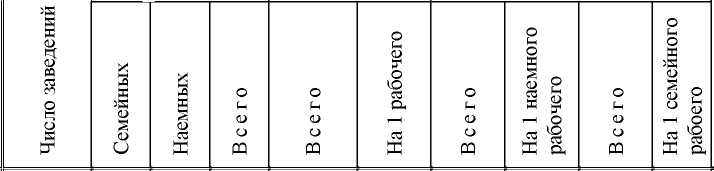 Число заведений
Семейных
Наемных
В с е г о
В с е г о
На 1 рабочего
В с е г о
На 1 наемного
рабочего
В с е г о
На 1 семейного
рабоего